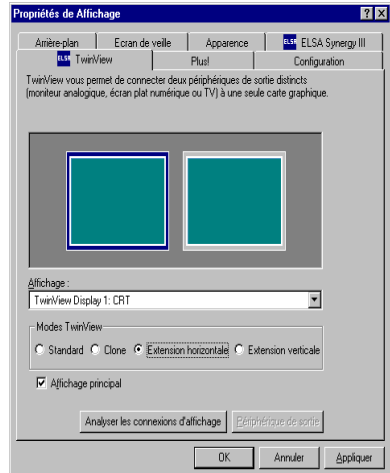 Propriétés de Affichage
Arrière-plan
Ecran de veille
Apparence
ELSA ELSA Synergy III
ELSA TwinView
Plus!
Configuration
TwinView vous permet de connecter deux périphériques de sortie distincts
(moniteur analogique, écran plat numérique ou TV) à une seule carte graphique.
Affichage :
TwinView Display 1: CRT
Modes TwinView
Standard
Clone
Extension horizontale
Extension verticale
Affichage principal
Analyser les connexions d'affichage
Périphérique de sortie
OK
Annuler
Appliquer